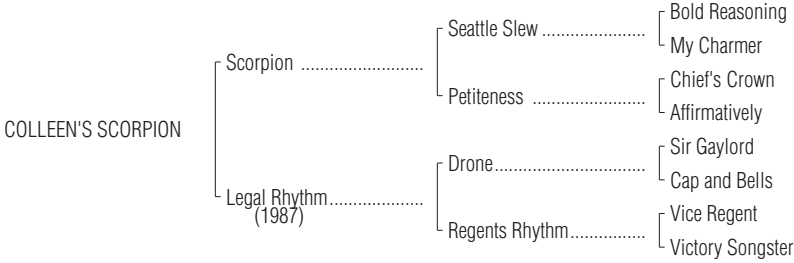 Bold Reasoning
Seattle Slew ......................
My Charmer
Scorpion .........................
Chief's Crown
Petiteness ........................
Affirmatively
COLLEEN'S SCORPION
Sir Gaylord
Drone................................
Cap and Bells
Legal Rhythm....................
(1987)
Vice Regent
Regents Rhythm................
Victory Songster